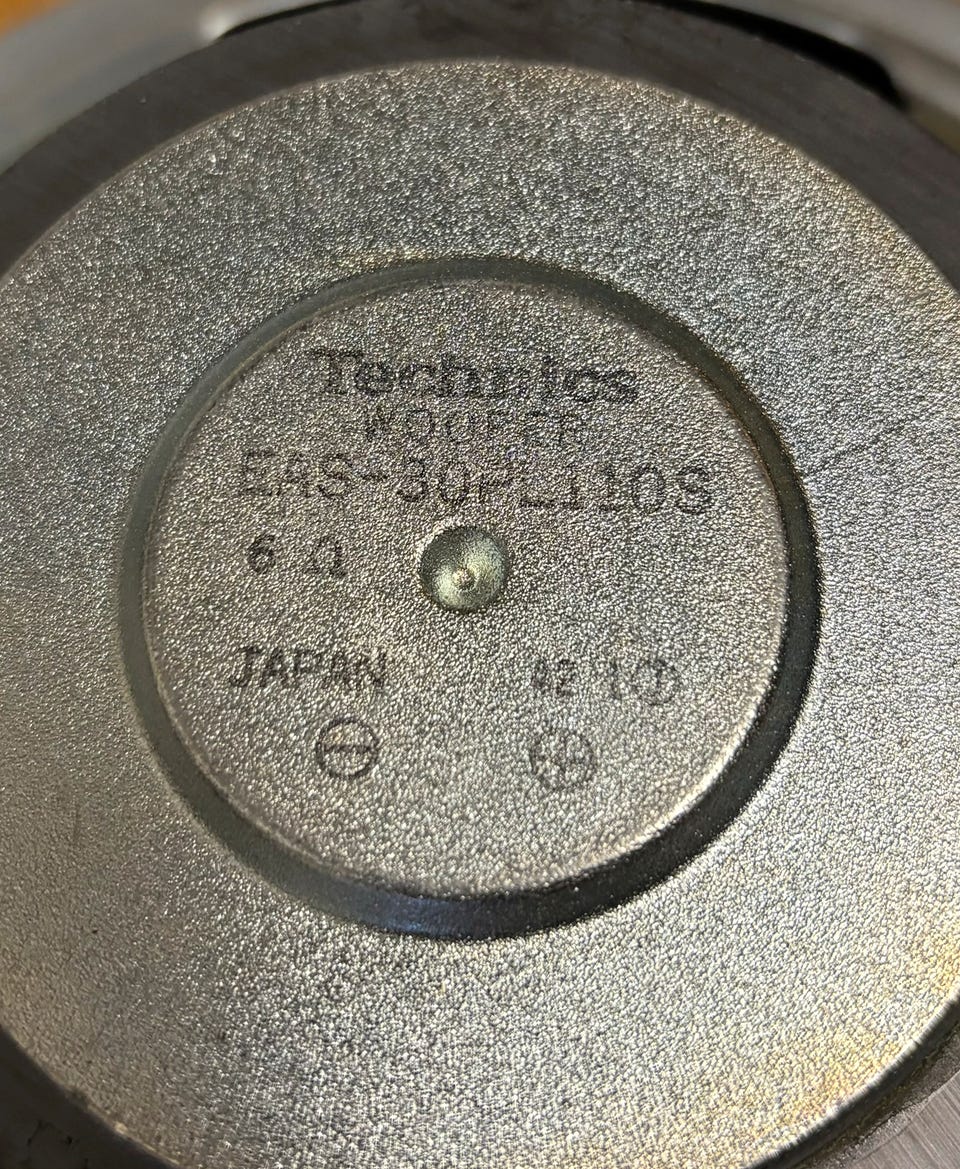 Technics
WOOFER
EAS-30PL110S
6 Ω
JAPAN